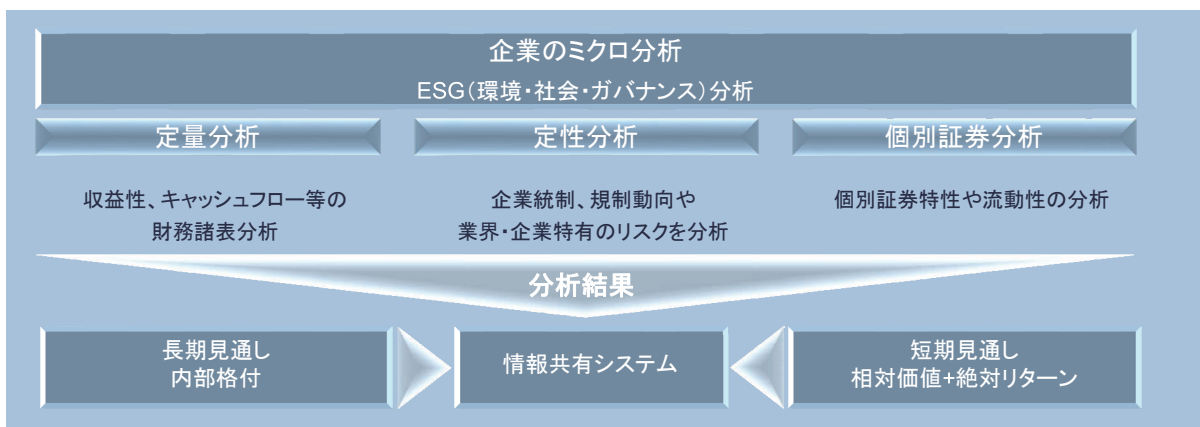 企業のミクロ分析
ESG(環境・社会・ガバナンス)分析
定量分析
定性分析
個別証券分析
収益性、キャッシュフロー等の
財務諸表分析
企業統制、規制動向や
業界・企業特有のリスクを分析
個別証券特性や流動性の分析
分析結果
長期見通し
内部格付
情報共有システム
短期見通し
相対価値+絶対リターン